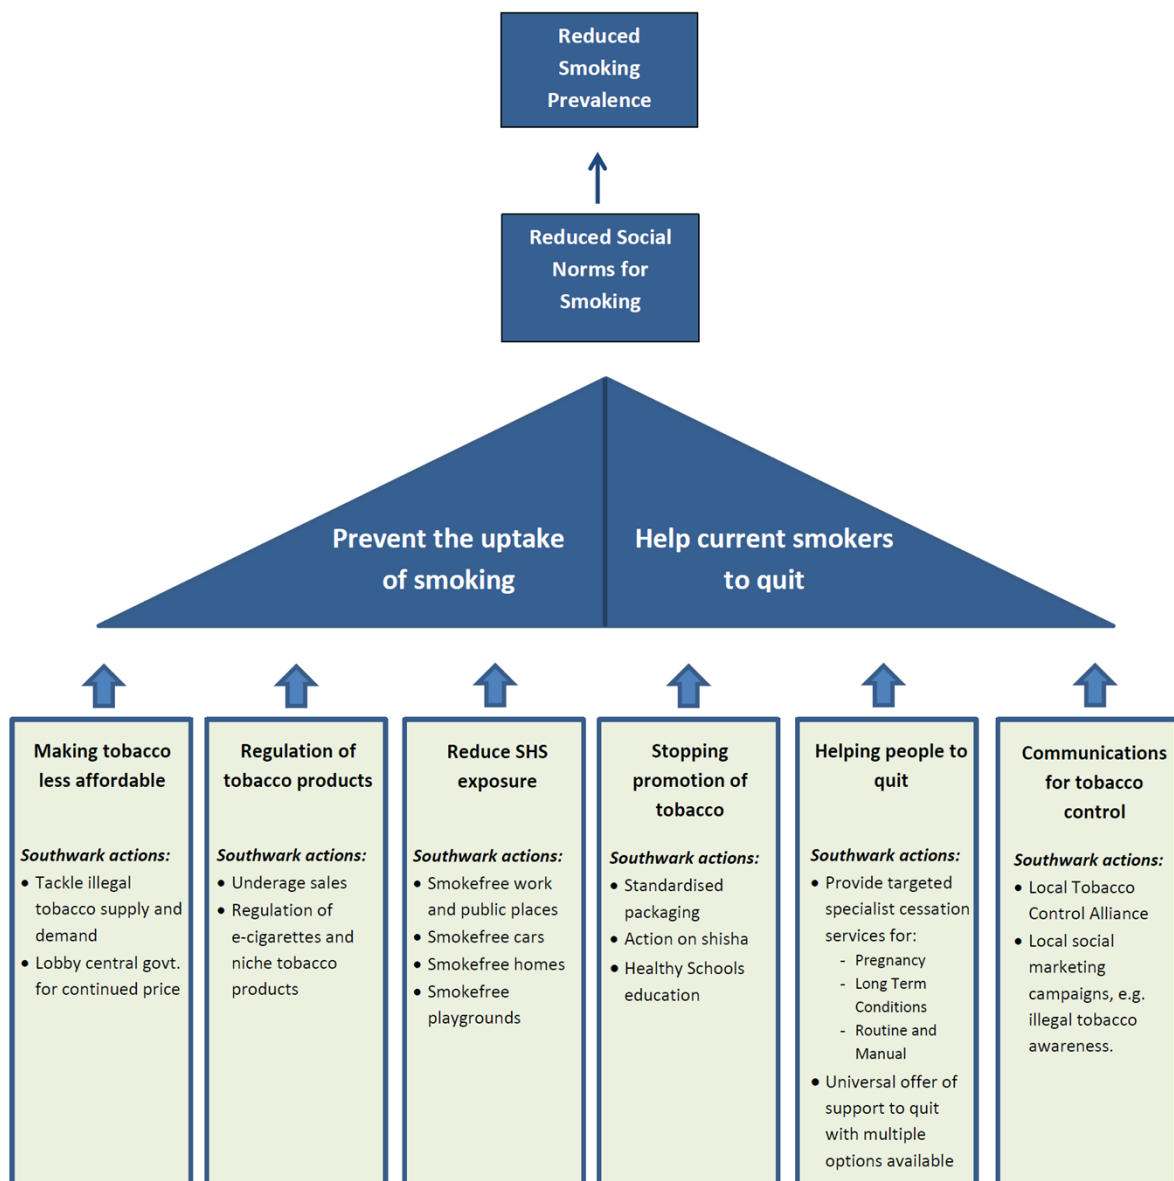 Reduced
Smoking
Prevalence
Reduced Social
Norms for
Smoking
Prevent the uptake
of smoking
Help current smokers
to quit
Making tobacco
less affordable
Southwark actions:
• Tackle illegal
tobacco supply and
demand
• Lobby central govt.
for continued price
Regulation of
tobacco products
Southwark actions:
• Underage sales
• Regulation of
e-cigarettes and
niche tobacco
products
Reduce SHS
exposure
Southwark actions:
• Smokefree work
and public places
• Smokefree cars
• Smokefree homes
• Smokefree
playgrounds
Stopping
promotion of
tobacco
Southwark actions:
• Standardised
packaging
• Action on shisha
• Healthy Schools
education
Helping people to
quit
Southwark actions:
• Provide targeted
specialist cessation
services for:
- Pregnancy
- Long Term
Conditions
- Routine and
Manual
• Universal offer of
support to quit
with multiple
options available
Communications
for tobacco
control
Southwark actions:
• Local Tobacco
Control Alliance
• Local social
marketing
campaigns, e.g.
illegal tobacco
awareness.